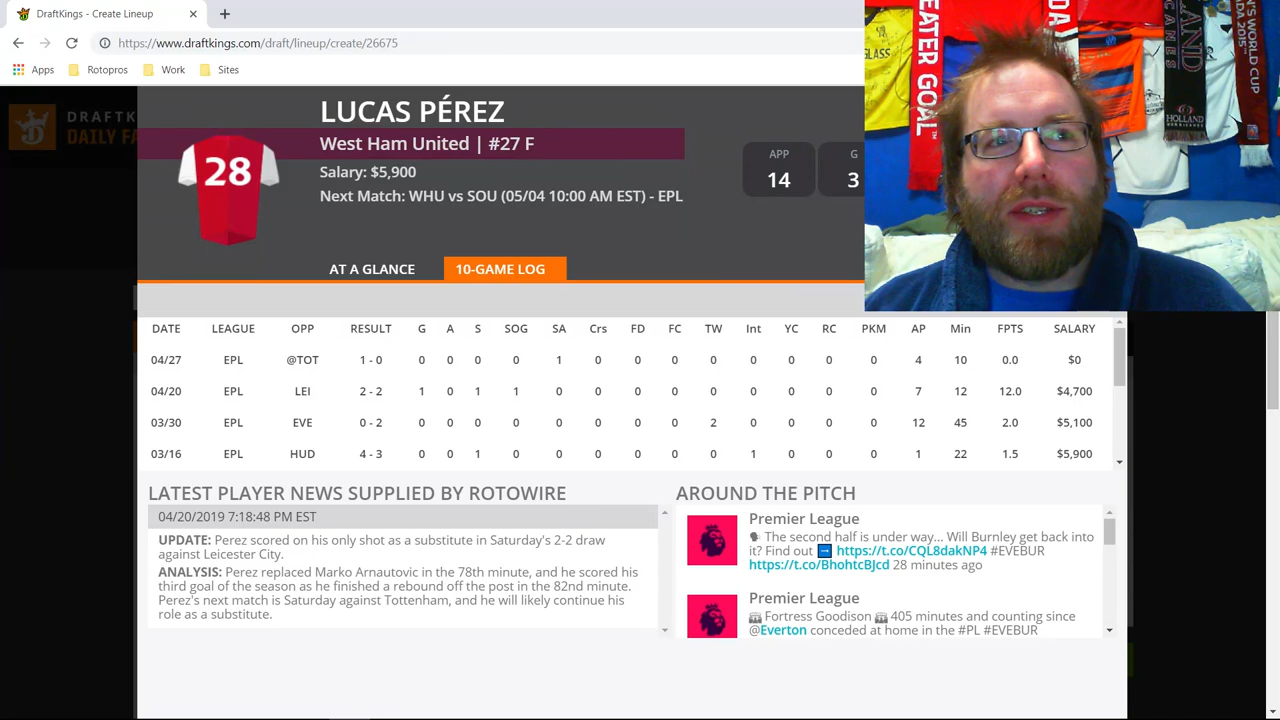 DraftKings - Create Lineup
https://www.draftkings.com/draft/lineup/create/26675
Apps Rotopros Work Sites
DRAFTK
DAILY FA
LUCAS PÉREZ
West Ham United | #27 F
Salary: $5,900
Next Match: WHU vs SOU (05/04 10:00 AM EST) - EPL
28
APP G
14 3
AT A GLANCE 10-GAME LOG
DATE LEAGUE OPP RESULT G A S SOG SA Crs FD FC TW Int YC RC PKM AP Min FPTS SALARY
04/27 EPL @TOT 1 - 0 0 0 0 0 1 0 0 0 0 0 0 0 0 4 10 0.0 $0
04/20 EPL LEI 2 - 2 1 0 1 1 0 0 0 0 0 0 0 0 0 7 12 12.0 $4,700
03/30 EPL EVE 0 - 2 0 0 0 0 0 0 0 0 2 0 0 0 0 12 45 2.0 $5,100
03/16 EPL HUD 4 - 3 0 0 1 0 0 0 0 0 0 1 0 0 0 1 22 1.5 $5,900
LATEST PLAYER NEWS SUPPLIED BY ROTOWIRE
04/20/2019 7:18:48 PM EST
UPDATE: Perez scored on his only shot as a substitute in Saturday's 2-2 draw
against Leicester City.
ANALYSIS: Perez replaced Marko Arnautovic in the 78th minute, and he scored his
third goal of the season as he finished a rebound off the post in the 82nd minute.
Perez's next match is Saturday against Tottenham, and he will likely continue his
role as a substitute.
AROUND THE PITCH
Premier League
The second half is under way... Will Burnley get back into
it? Find out https://t.co/CQL8dakNP4 #EVEBUR
https://t.co/BhohtcBJcd 28 minutes ago
Premier League
Fortress Goodison 405 minutes and counting since
@Everton conceded at home in the #PL #EVEBUR
GLASS
EATER GOAL
HOLLAND
HURRICANES